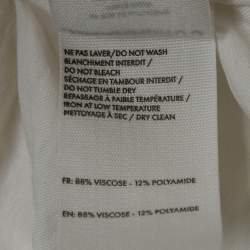 NE PAS LAVER/DO NOT WASH
BLANCHIMENT INTERDIT /
DO NOT BLEACH
SÉCHAGE EN TAMBOUR INTERDIT /
DO NOT TUMBLE DRY
REPASSAGE À FAIBLE TEMPÉRATURE /
IRON AT LOW TEMPERATURE
NETTOYAGE À SEC / DRY CLEAN
FR: 88% VISCOSE - 12% POLYAMIDE
EN: 88% VISCOSE - 12% POLYAMIDE